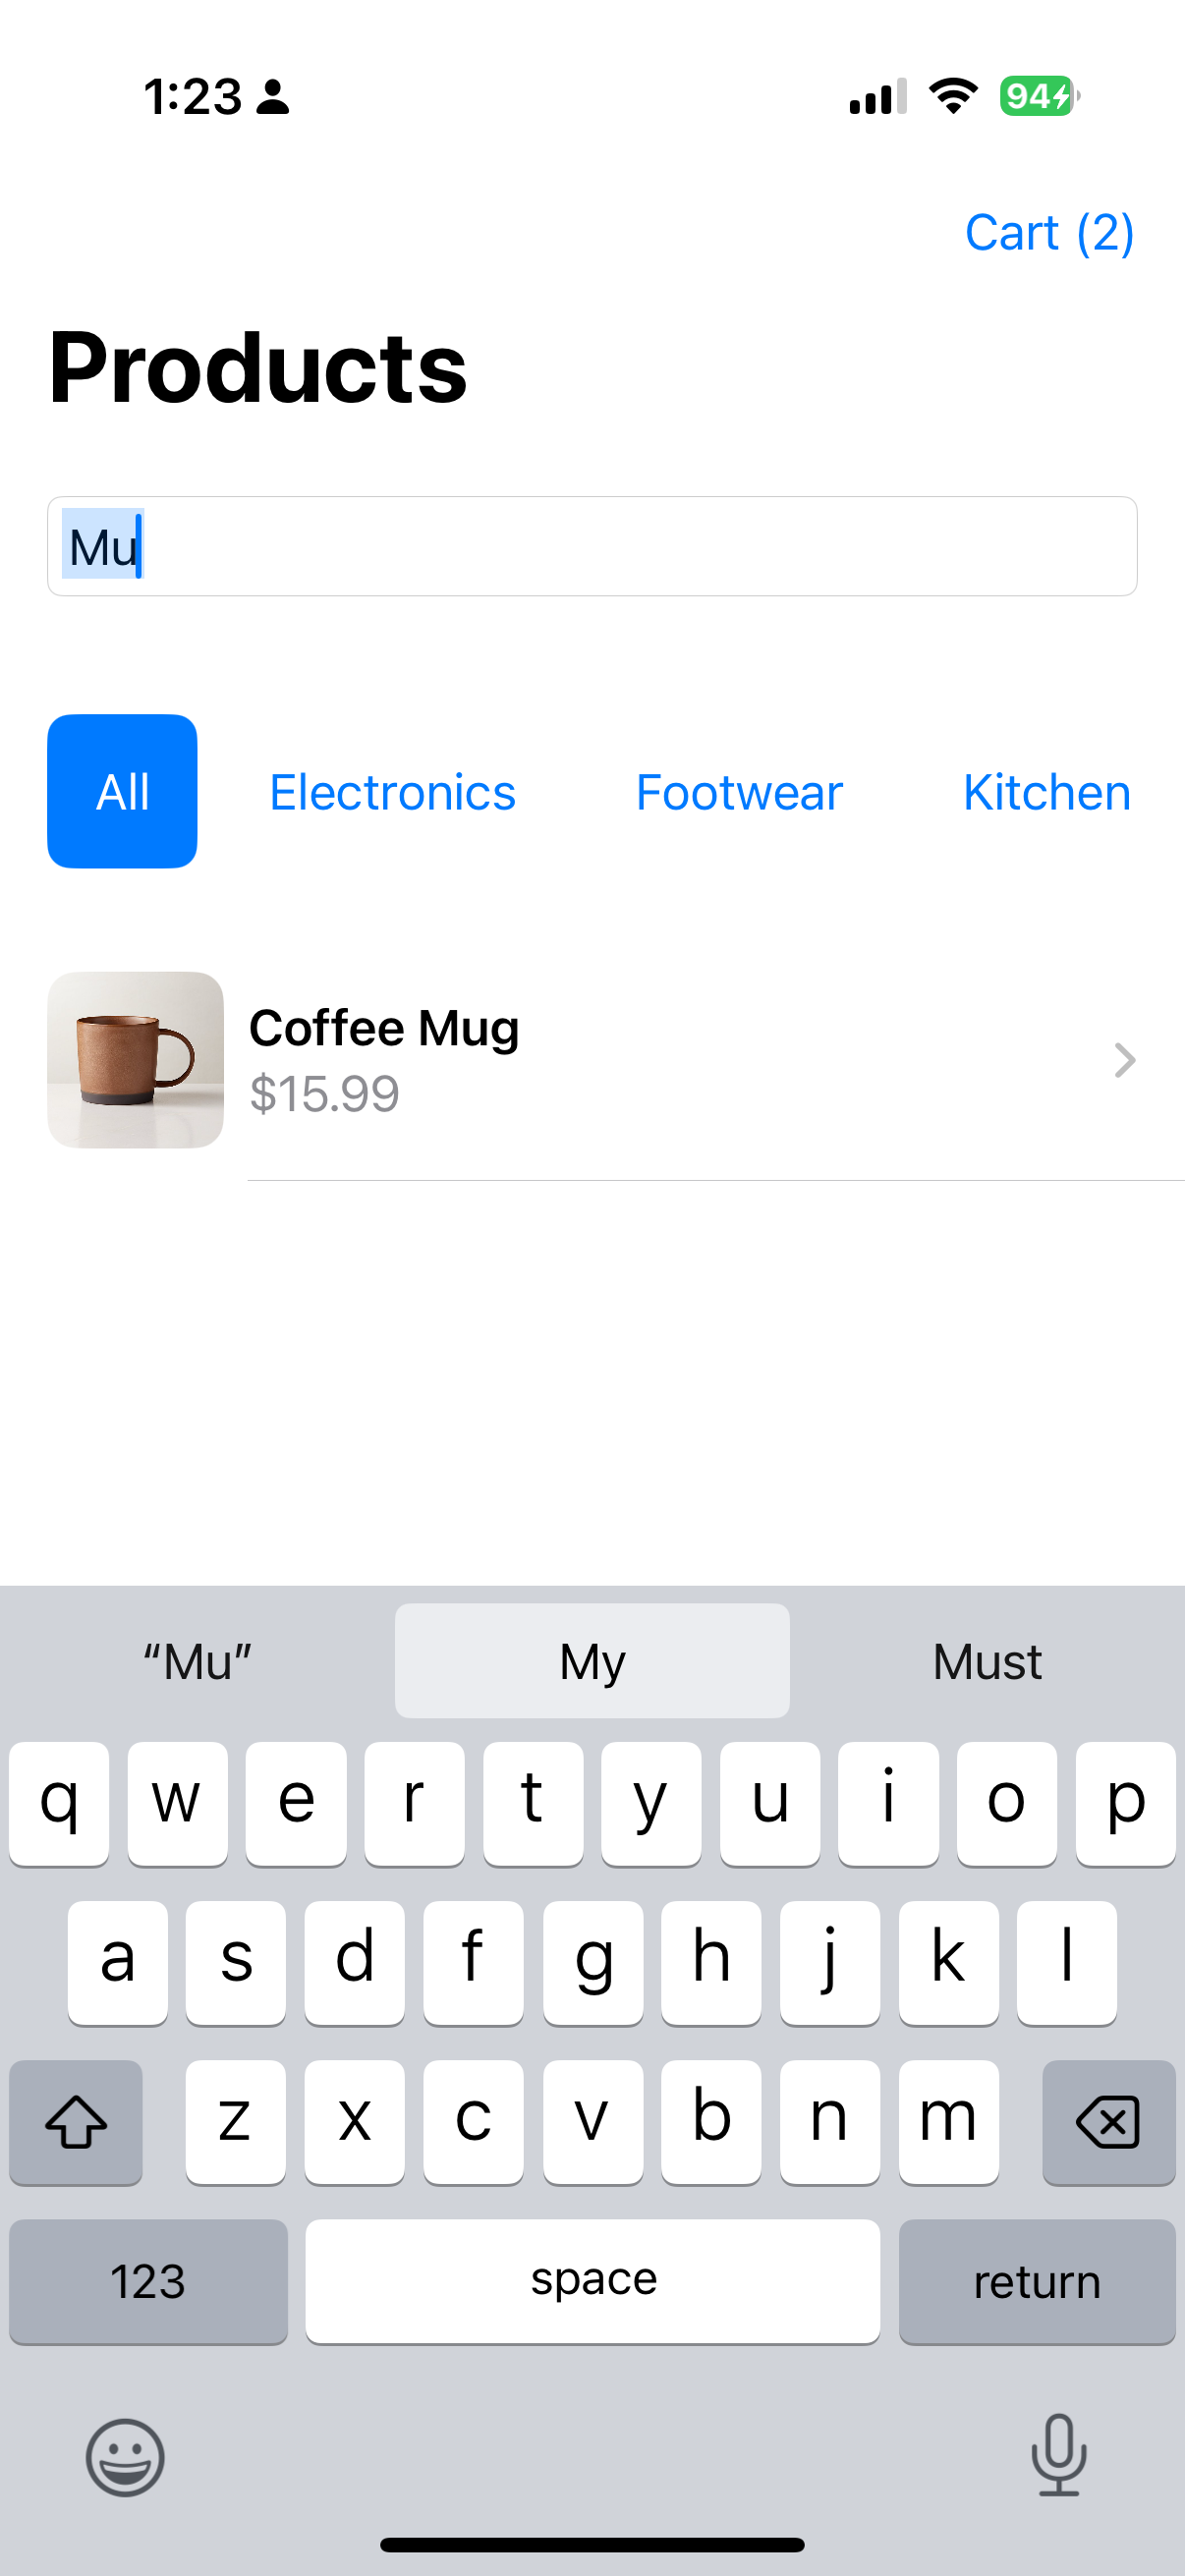 1:23
94
Cart (2)
Products
Mu
All Electronics Footwear Kitchen
Coffee Mug
$15.99
“Mu” My Must
q w e r t y u i o p
a s d f g h j k l
z x c v b n m
123 space return